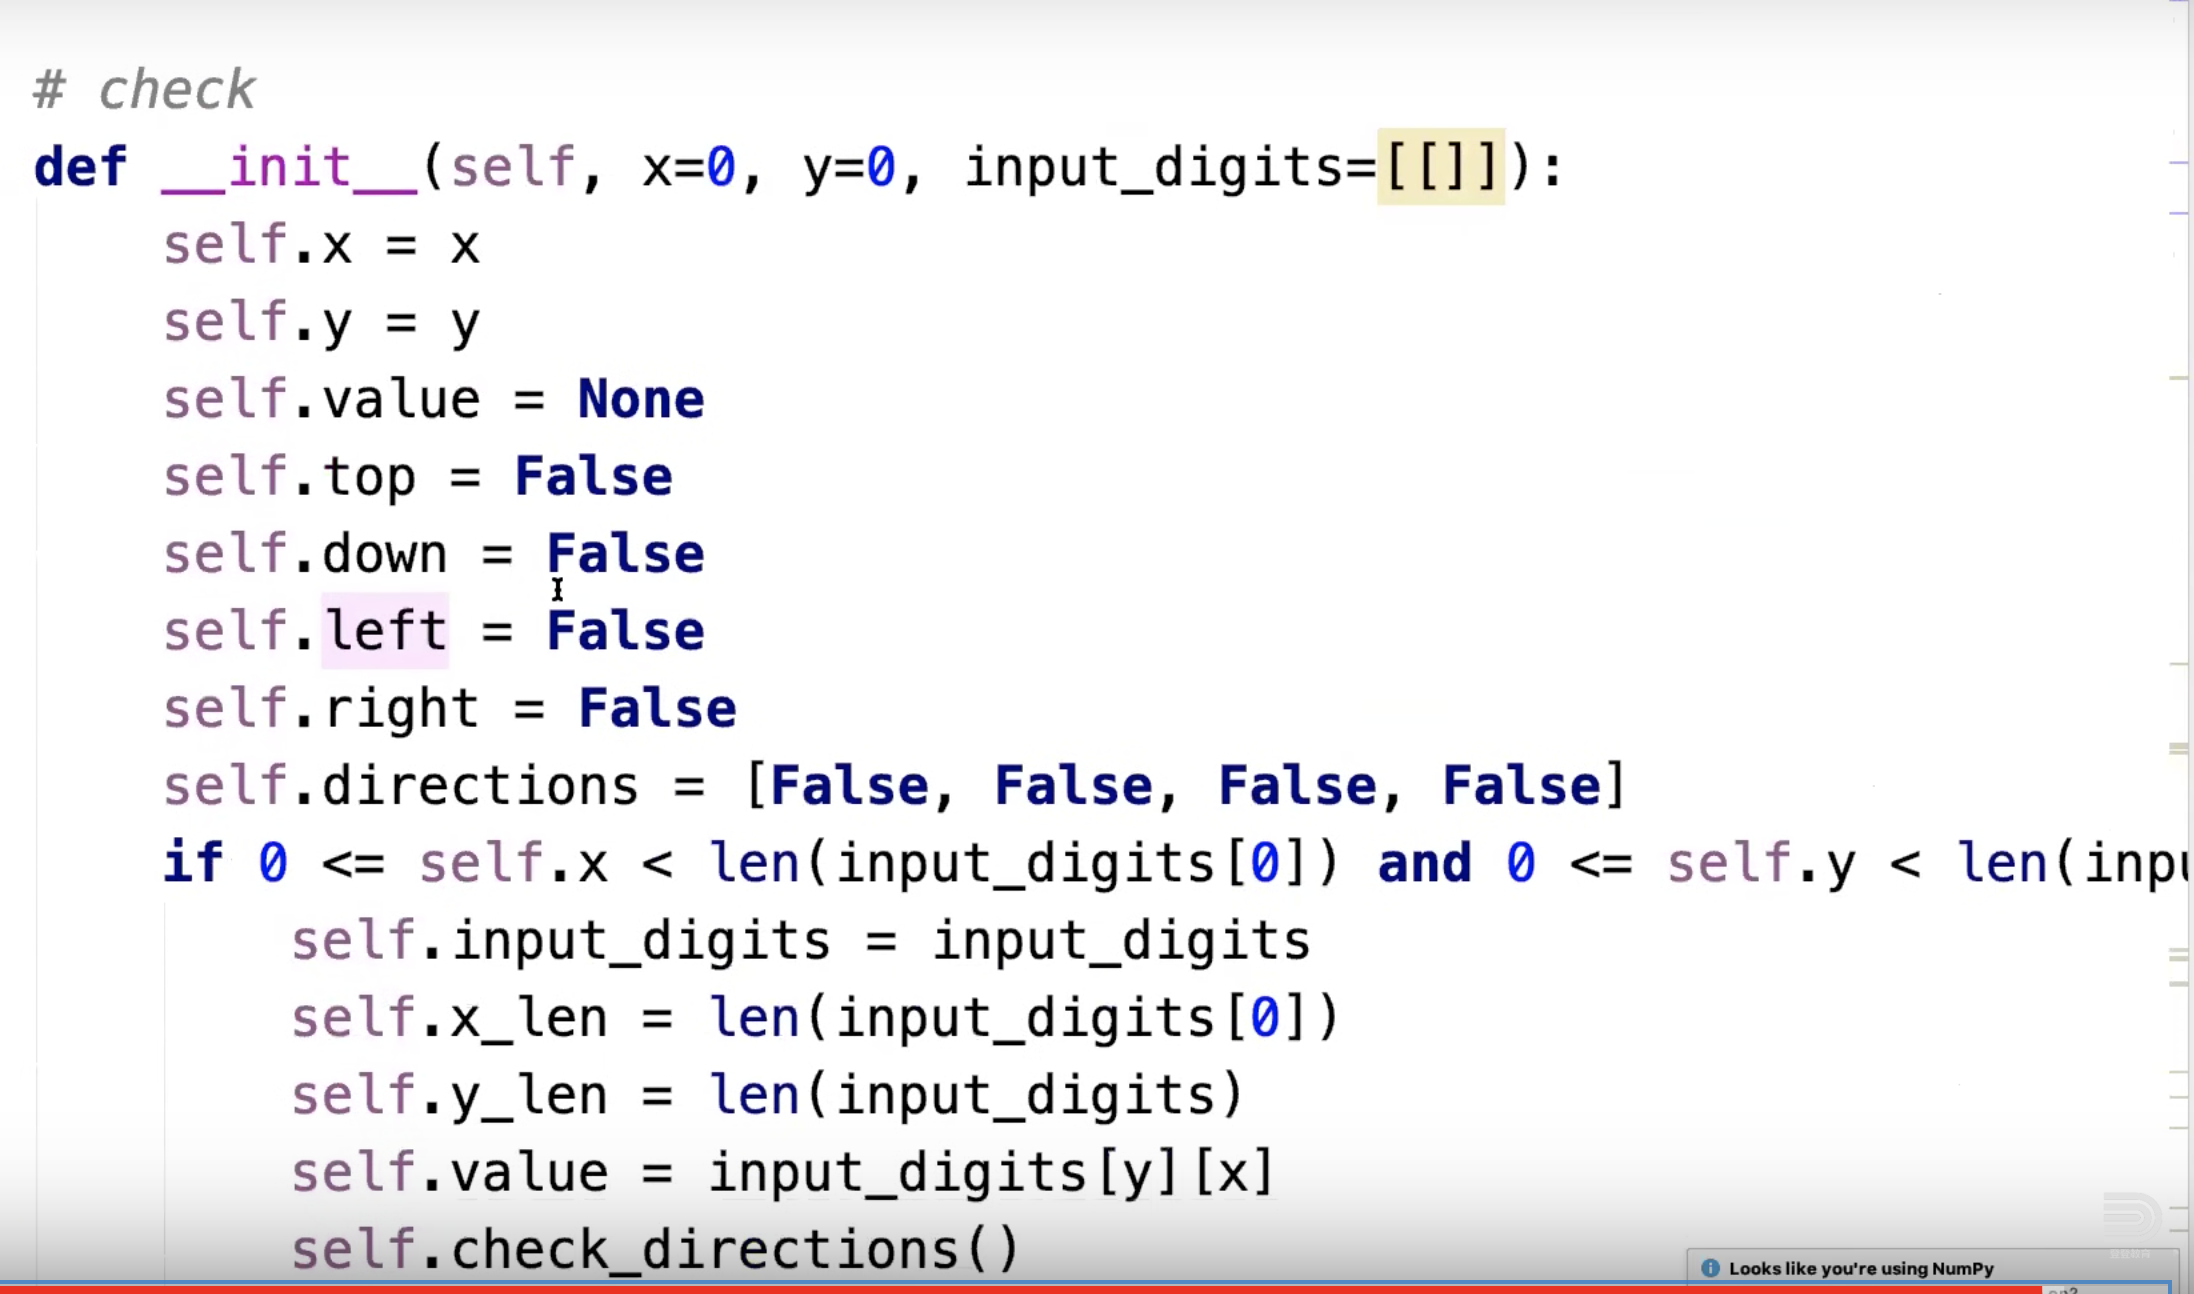 # check
def __init__(self, x=0, y=0, input_digits=[[]]):
    self.x = x
    self.y = y
    self.value = None
    self.top = False
    self.down = False
    self.left = False
    self.right = False
    self.directions = [False, False, False, False]
    if 0 <= self.x < len(input_digits[0]) and 0 <= self.y < len(inpu
        self.input_digits = input_digits
        self.x_len = len(input_digits[0])
        self.y_len = len(input_digits)
        self.value = input_digits[y][x]
        self.check_directions()
Looks like you're using NumPy